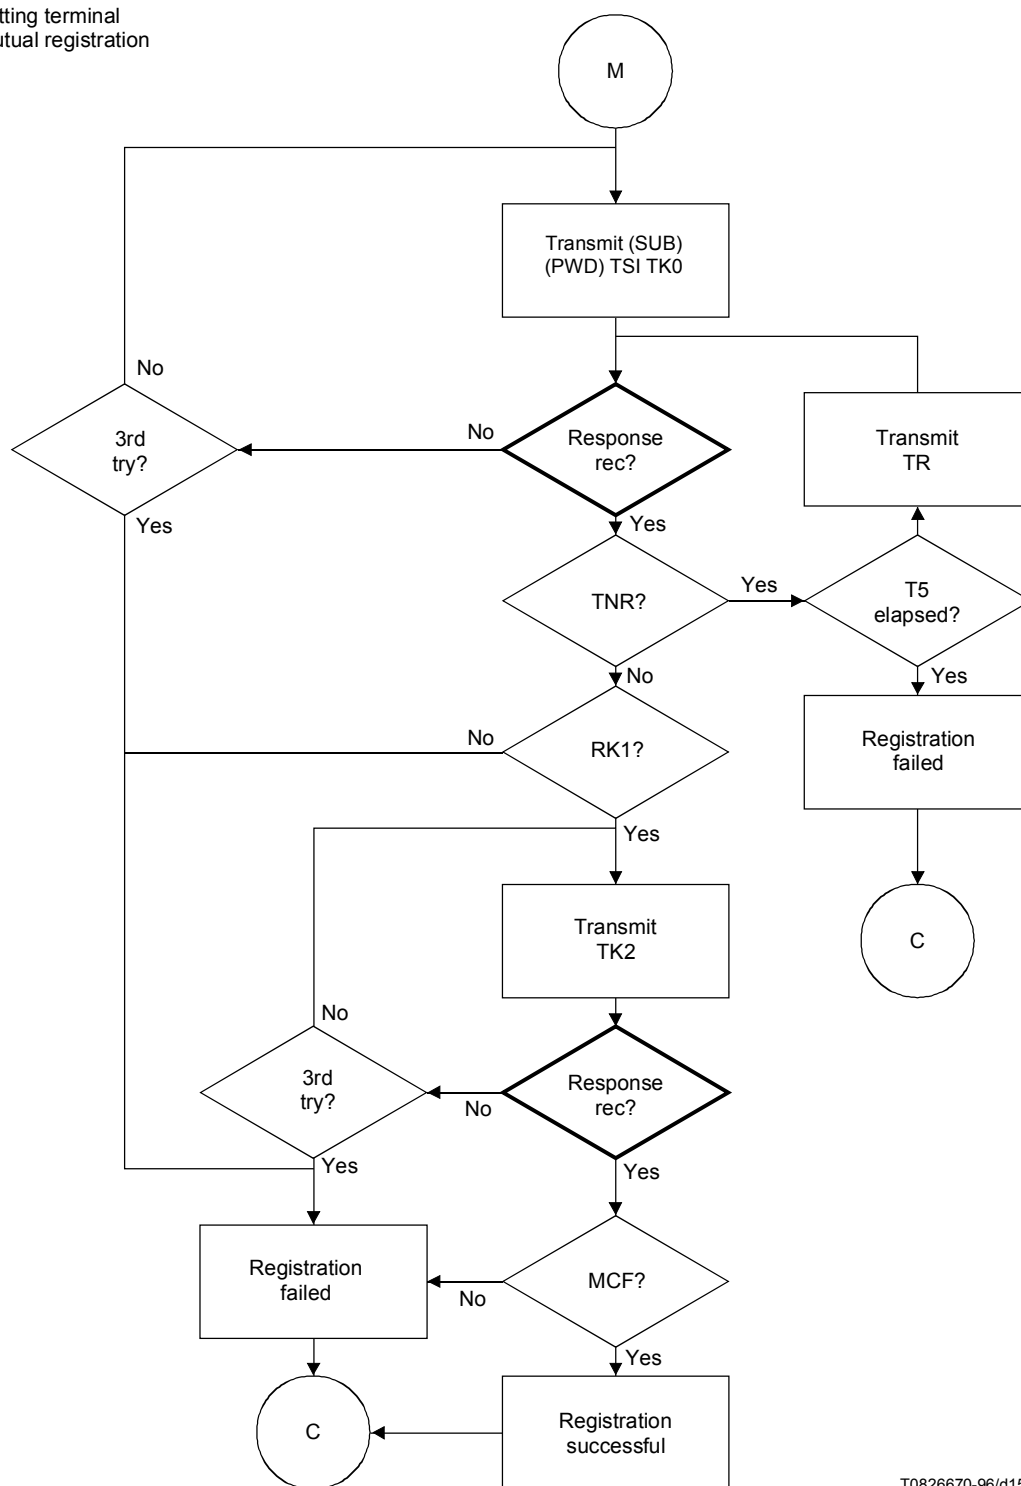 tting terminal
utual registration
M
Transmit (SUB)
(PWD) TSI TK0
No
3rd
try?
No
Response
rec?
Transmit
TR
Yes
Yes
TNR?
Yes
T5
elapsed?
No
Yes
No
RK1?
Registration
failed
Yes
Transmit
TK2
C
No
3rd
try?
No
Response
rec?
Yes
Yes
Registration
failed
No
MCF?
Yes
C
Registration
successful
T0826670-96/d15